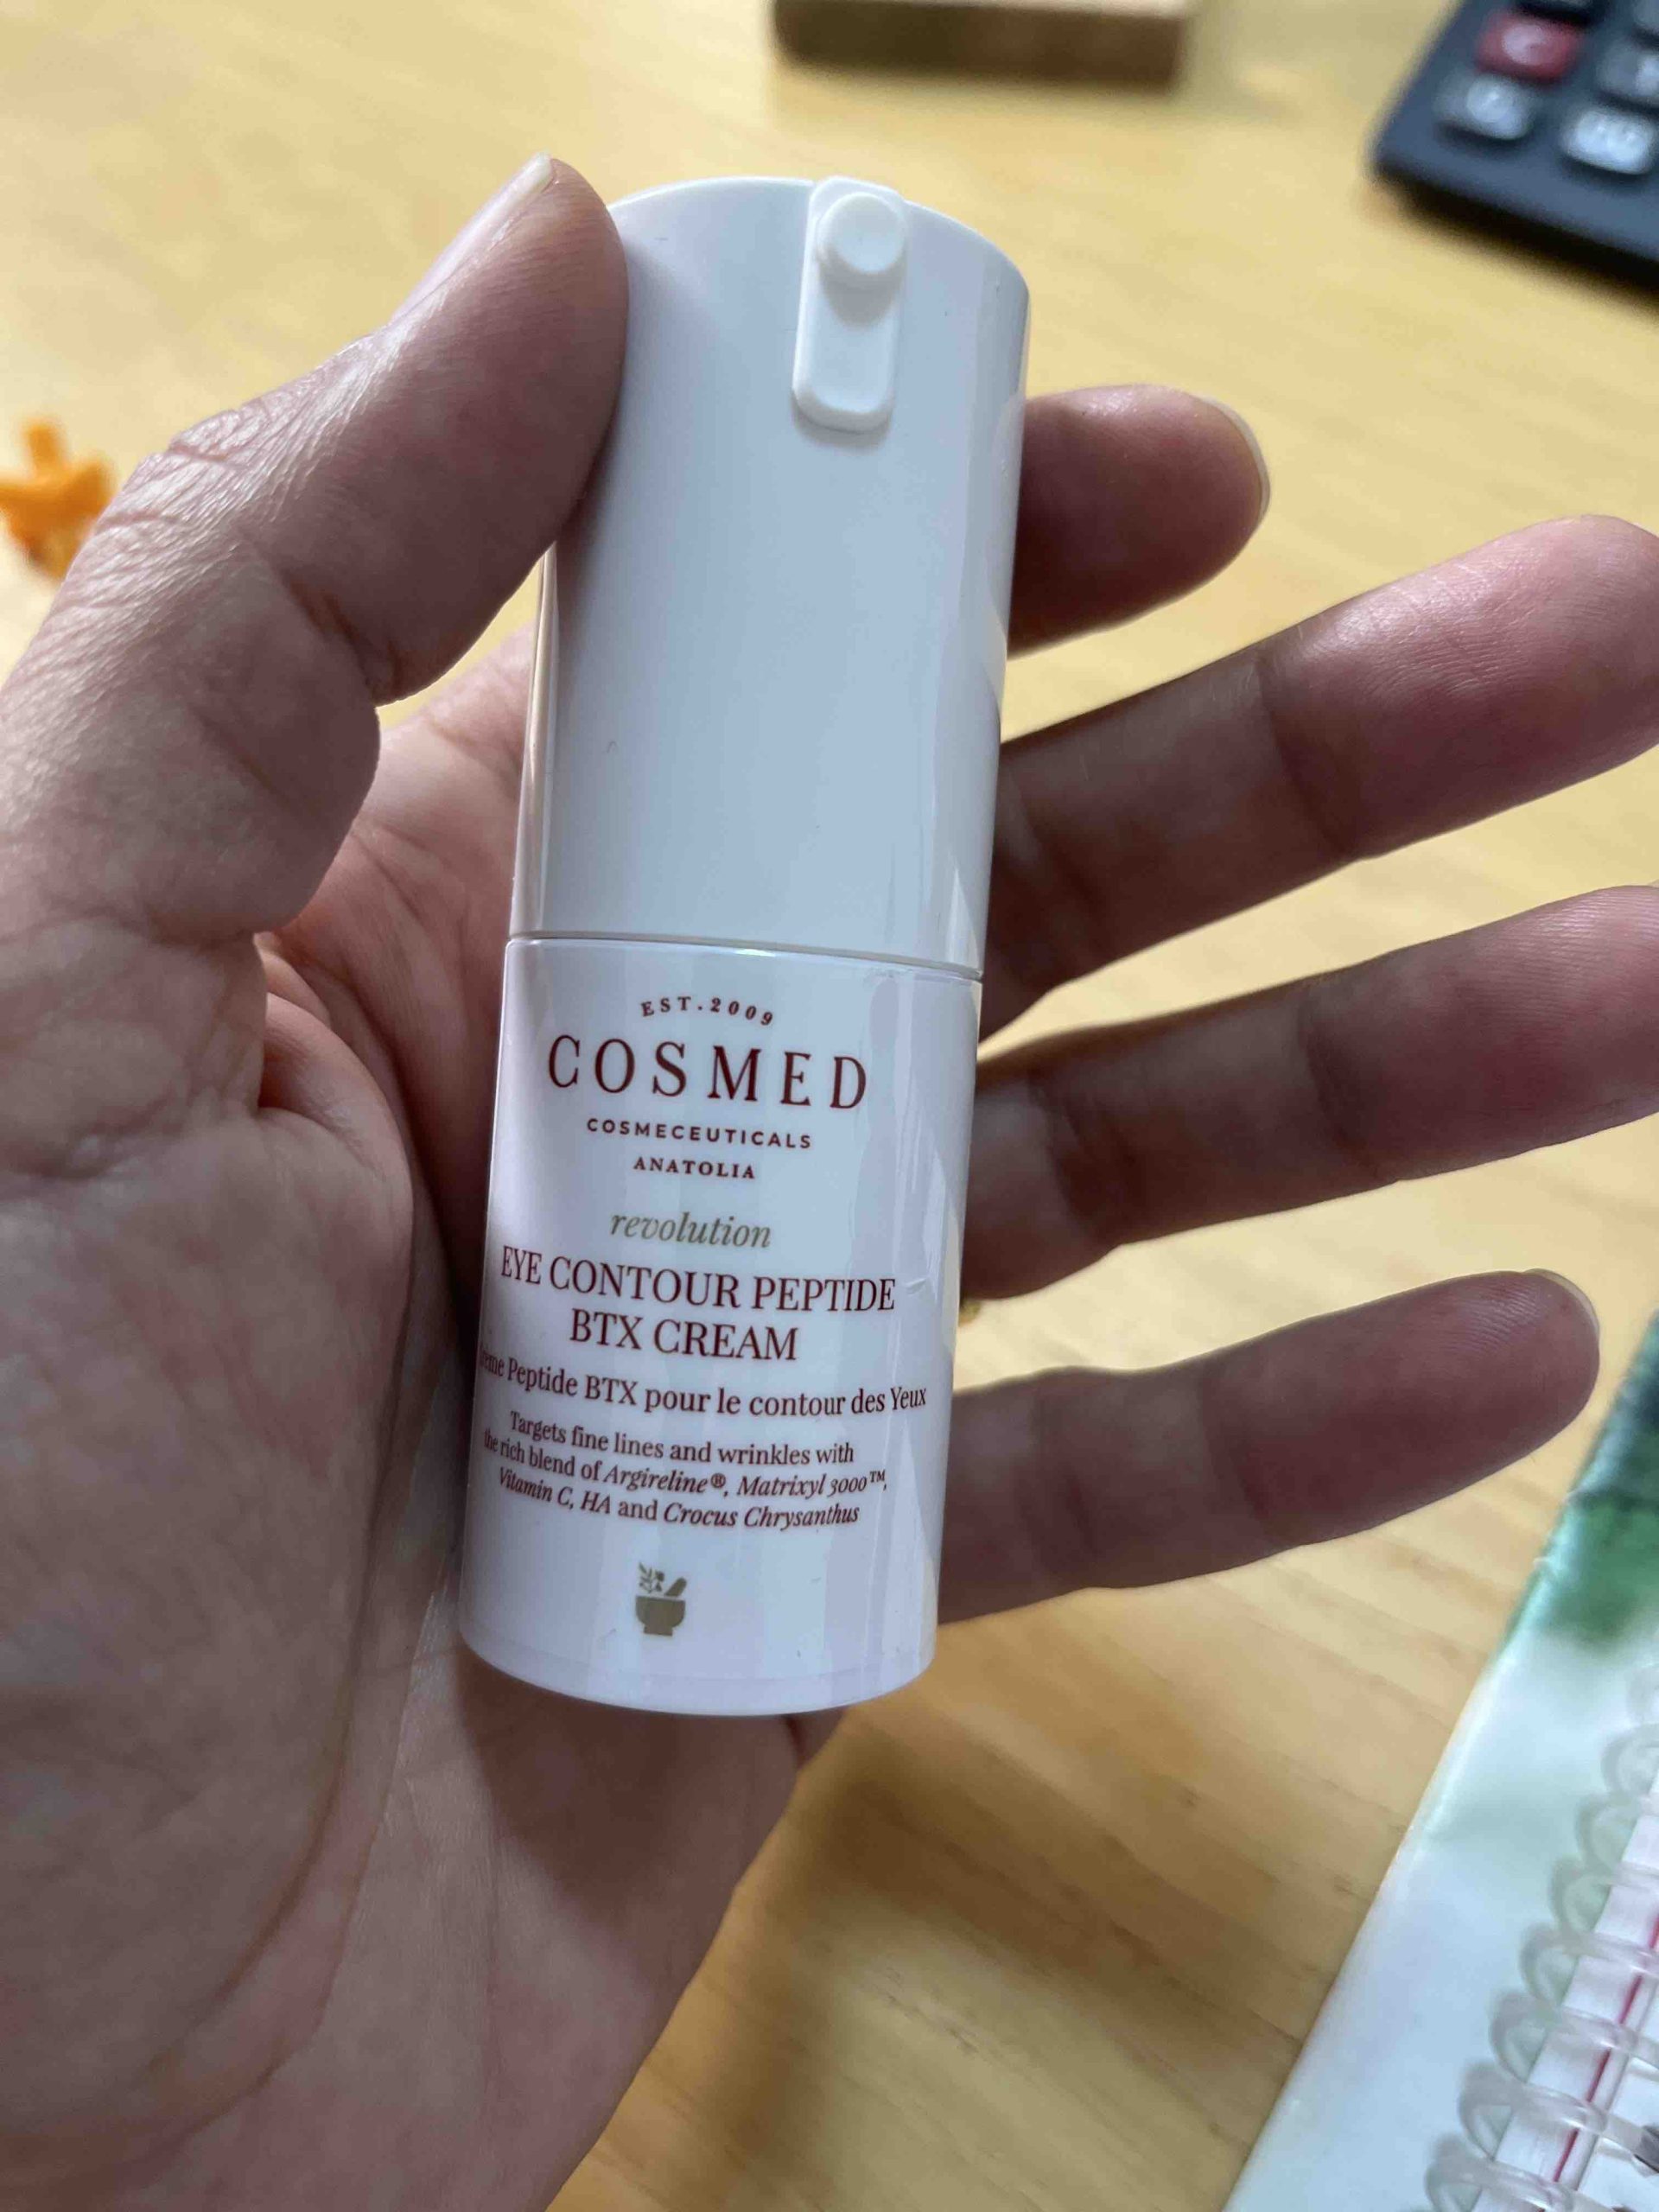 EST.2009
COSMED
COSMECEUTICALS
ANATOLIA
revolution
EYE CONTOUR PEPTIDE
BTX CREAM
Peptide BTX pour le contour des Yeux
Targets fine lines and wrinkles with
the rich blend of Argireline®, Matrixyl 3000™,
Vitamin C, HA and Crocus Chrysanthus